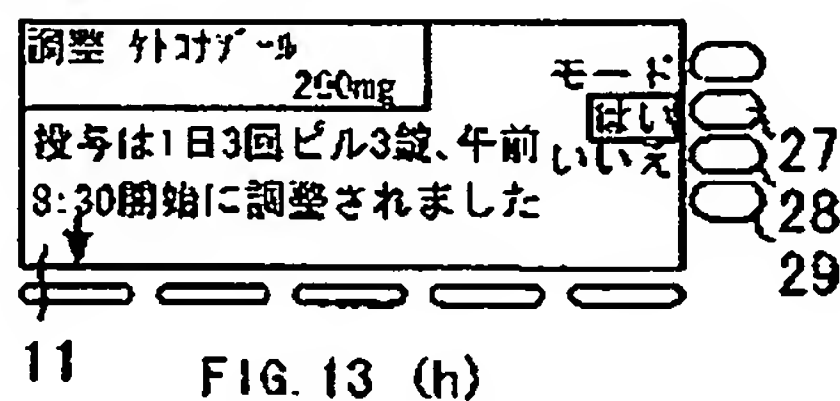 調整 ケトコナゾール
200mg
モード
はい
投与は1日3回ピル3錠、午前
いいえ
8:30開始に調整されました
27
28
29
11
FIG. 13 (h)